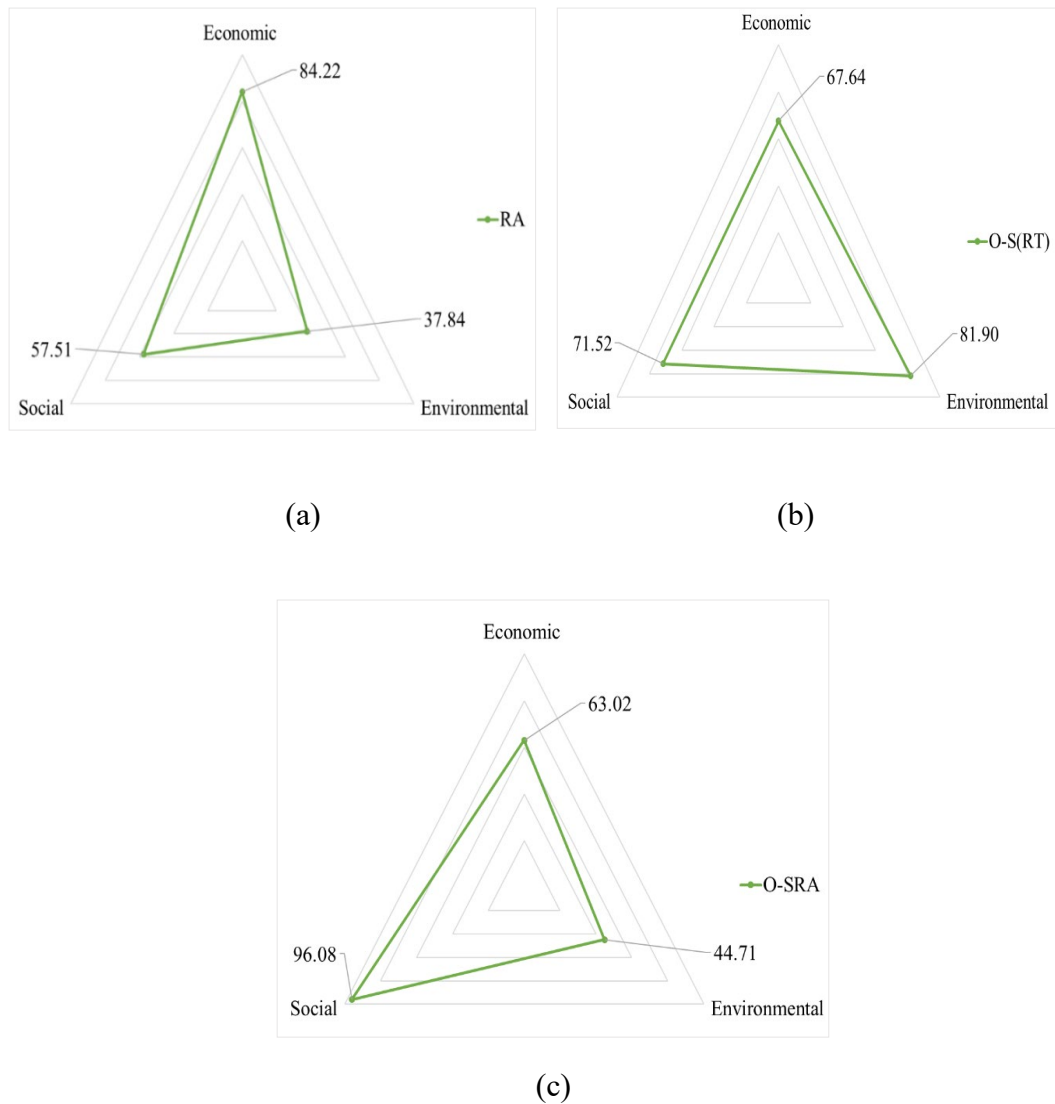 Economic
84.22
RA
37.84
57.51
Social
Environmental
(a)
Economic
67.64
O-S(RT)
71.52
81.90
Social
Environmental
(b)
Economic
63.02
O-SRA
96.08
44.71
Social
Environmental
(c)